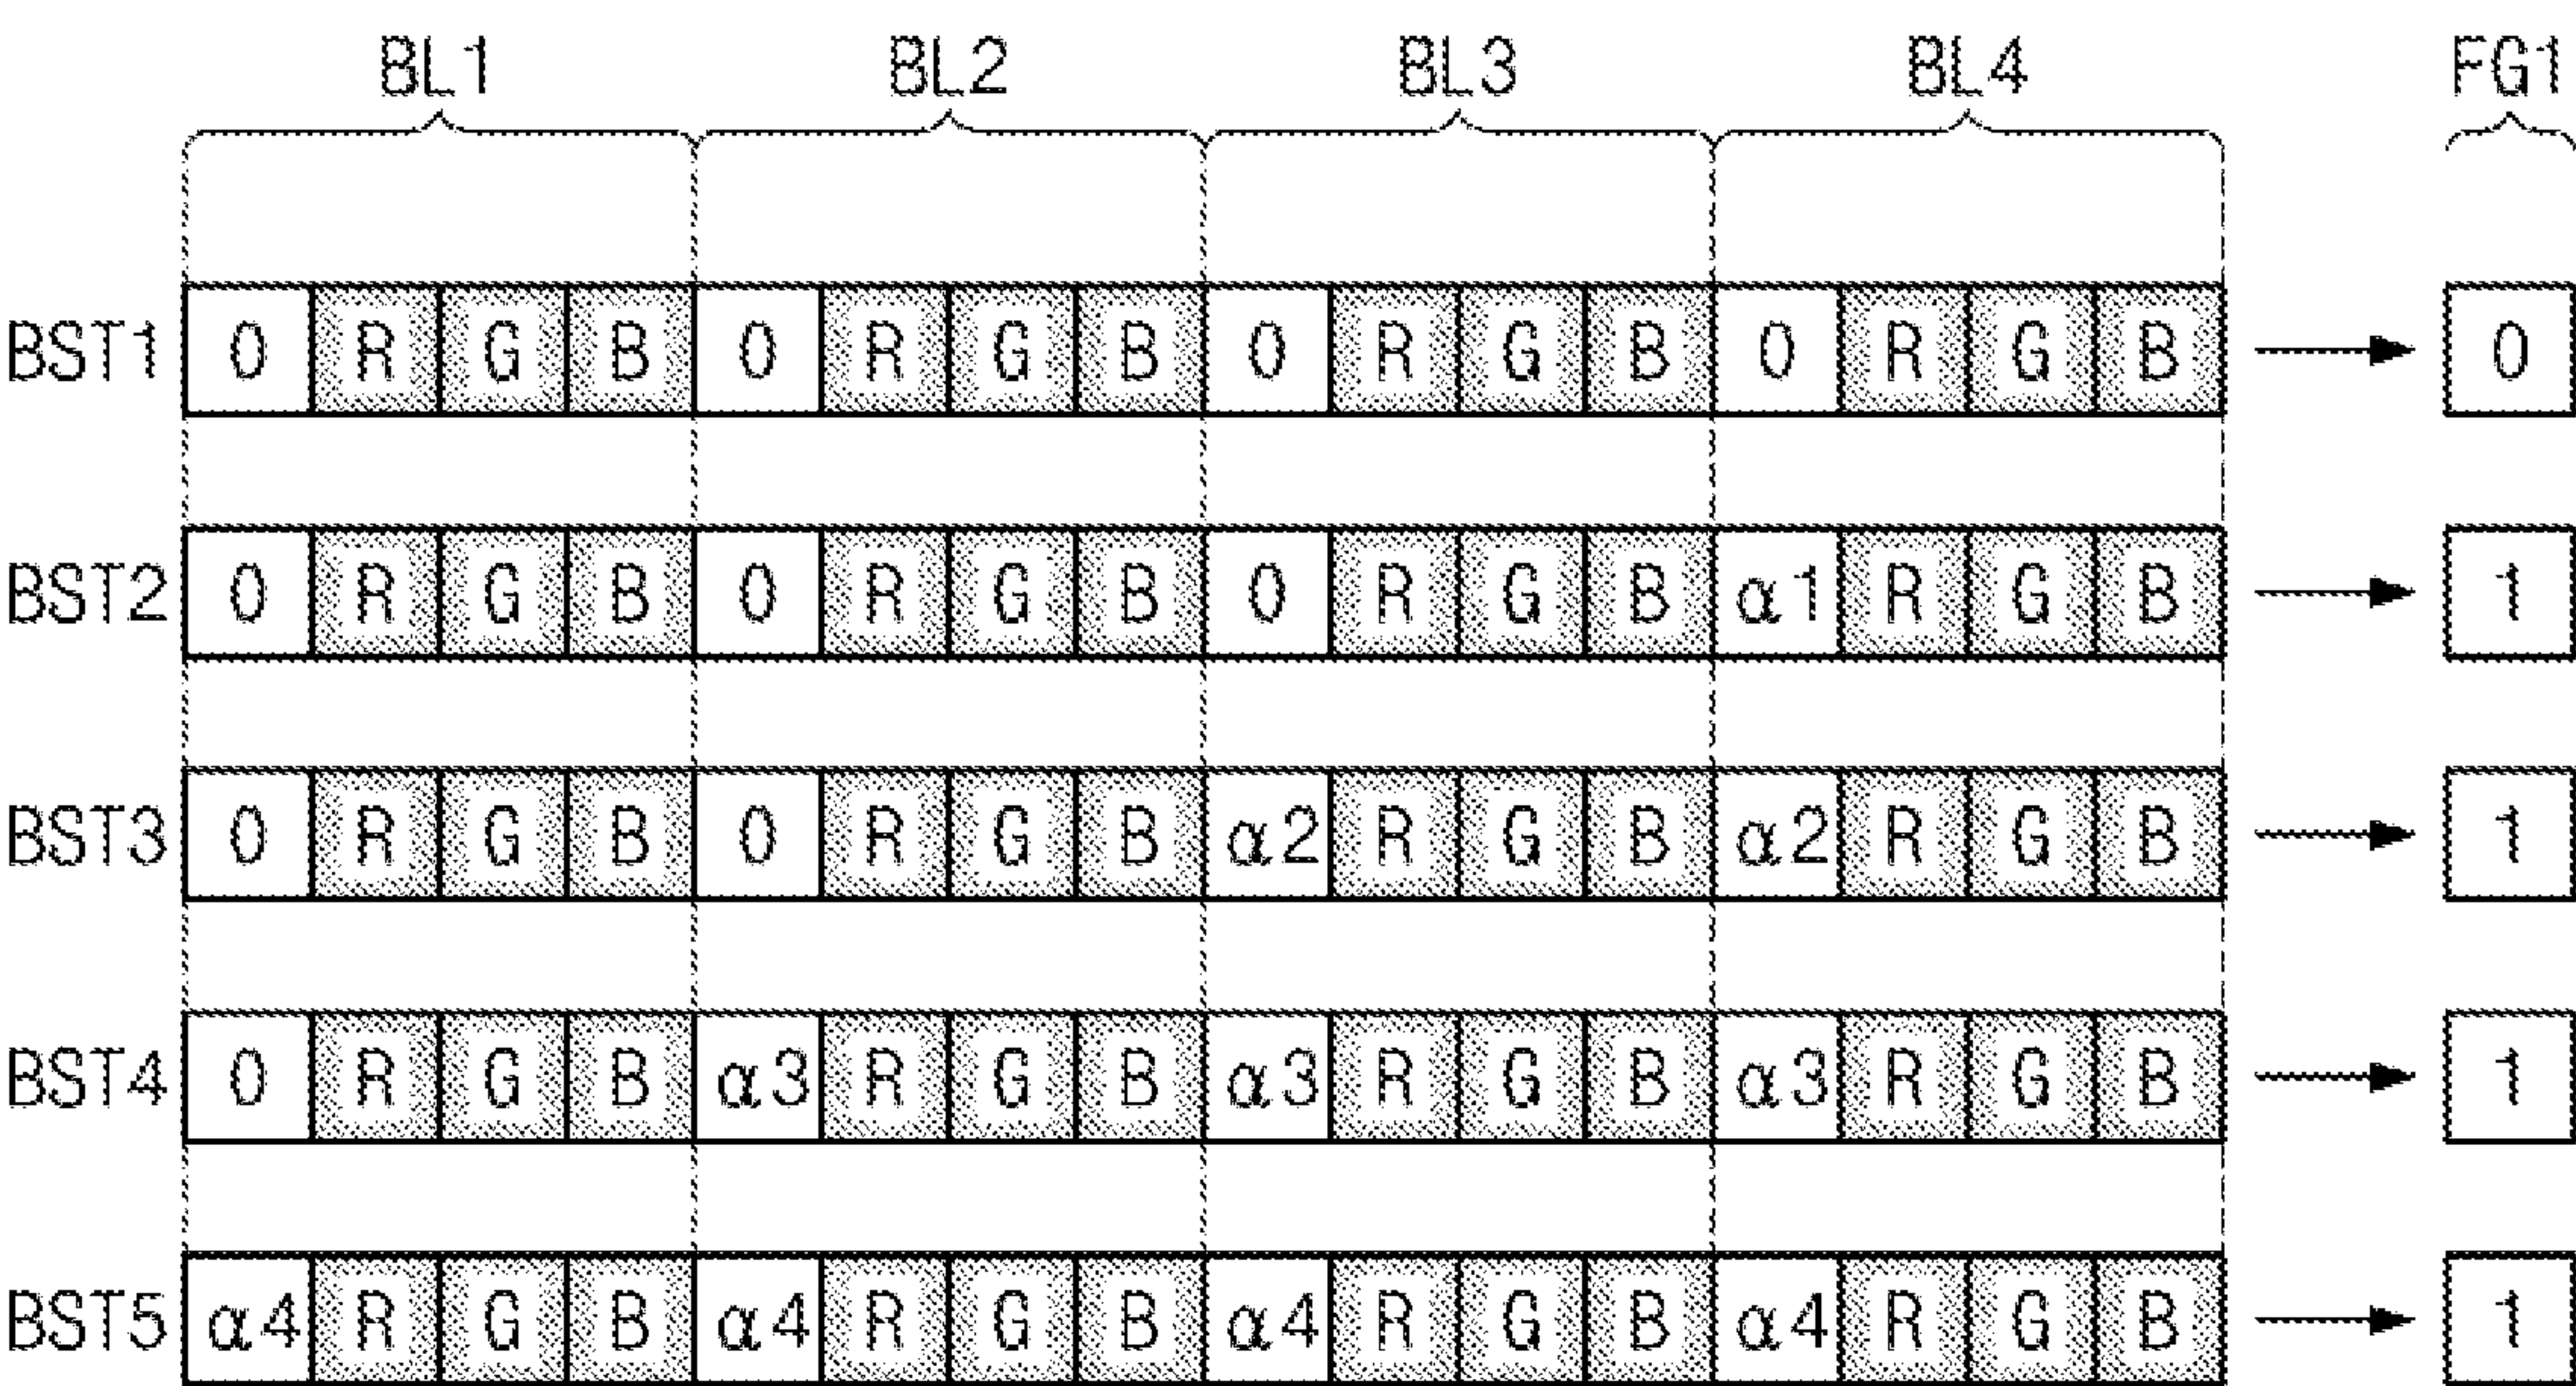 BL1 BL2 BL3 BL4 FG1
BST1 0 R G B 0 R G B 0 R G B 0 R G B 0
BST2 0 R G B 0 R G B 0 R G B α1 R G B 1
BST3 0 R G B 0 R G B α2 R G B α2 R G B 1
BST4 0 R G B α3 R G B α3 R G B α3 R G B 1
BST5 α4 R G B α4 R G B α4 R G B α4 R G B 1